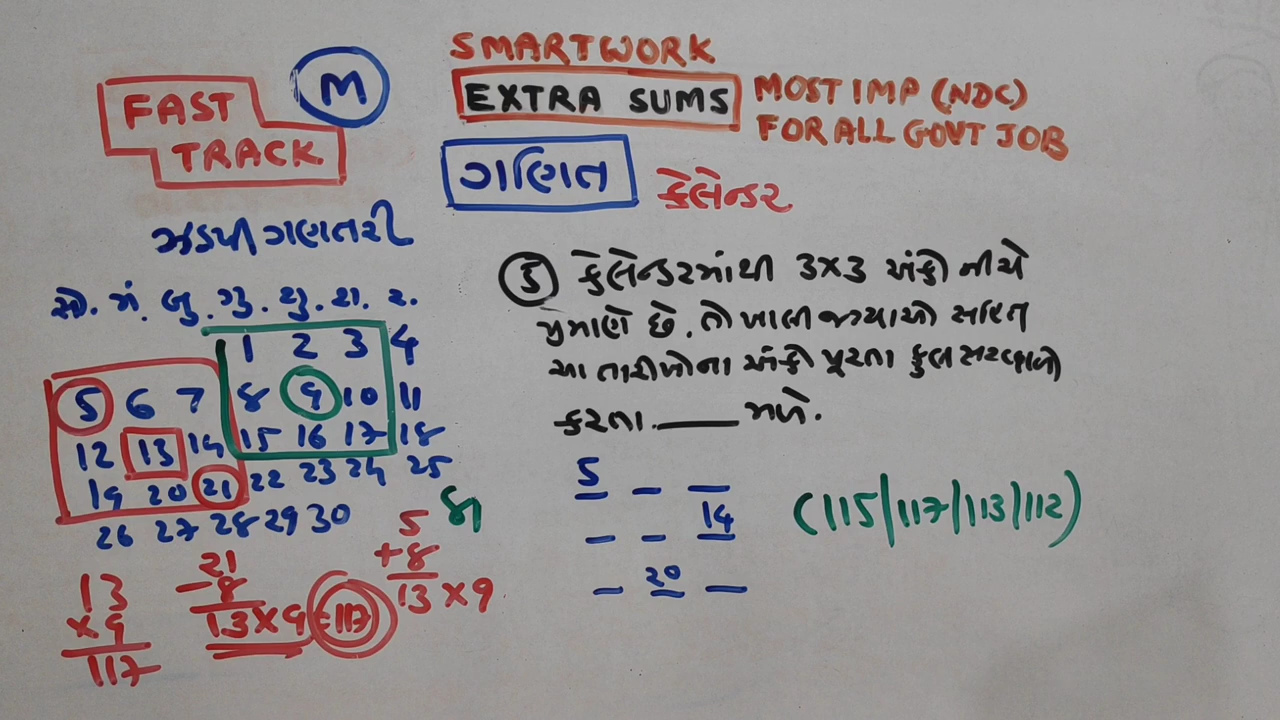 SMARTWORK
FAST
TRACK
M
EXTRA SUMS
MOST IMP (NDC)
FOR ALL GOVT JOB
ગણિત
કેલેન્ડર
ઝડપી ગણતરી
સો. મં. બુ. ગુ. શુ. શ. ર.
1 2 3 4
5 6 7 8 9 10 11
12 13 14 15 16 17 18
19 20 21 22 23 24 25
26 27 28 29 30
13
×9
117
21
-8
13×9=117
5
+8
13×9
⑤ કેલેન્ડરમાંથી 3×3 અંકો નીચે
પ્રમાણે છે. તો ખાલી જગ્યાઓ સહિત
આ તારીખોના અંકો પૂરતા કુલ સરવાળો
કરતા. ____ મળે.
5 _ _
_ _ 14
_ 20 _
(115/117/113/112)